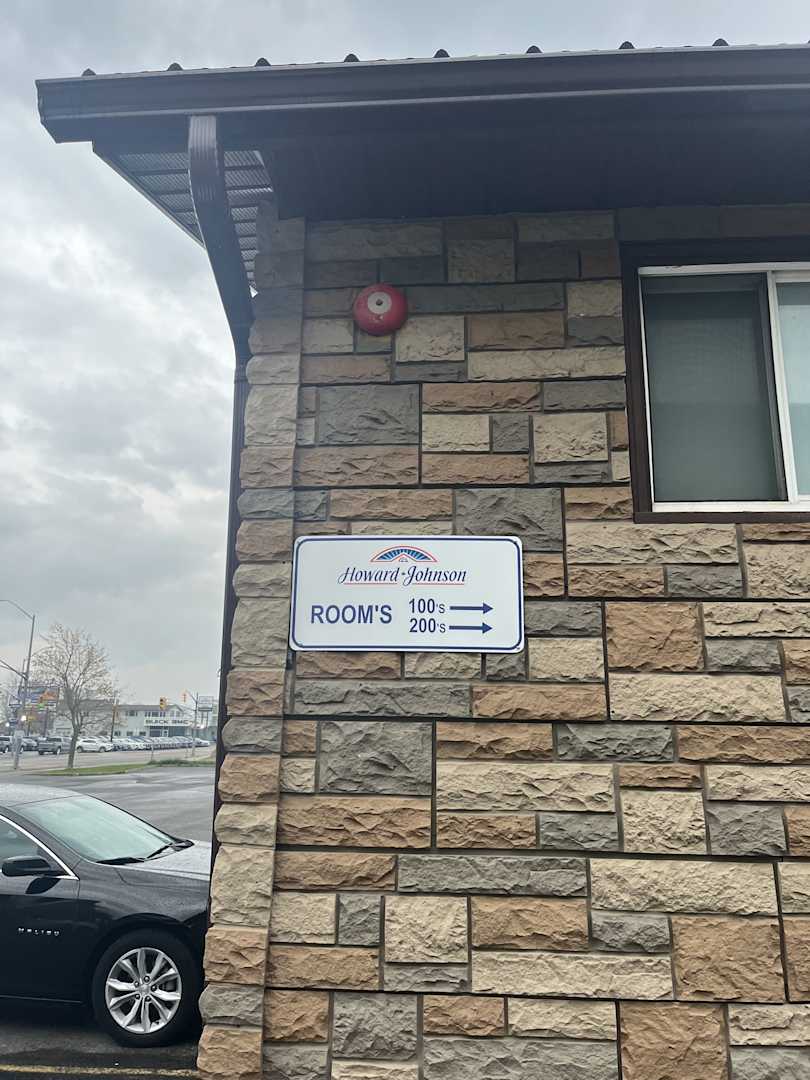 Howard Johnson
ROOM'S 100's
200's
BUICK GMC
MALIBU